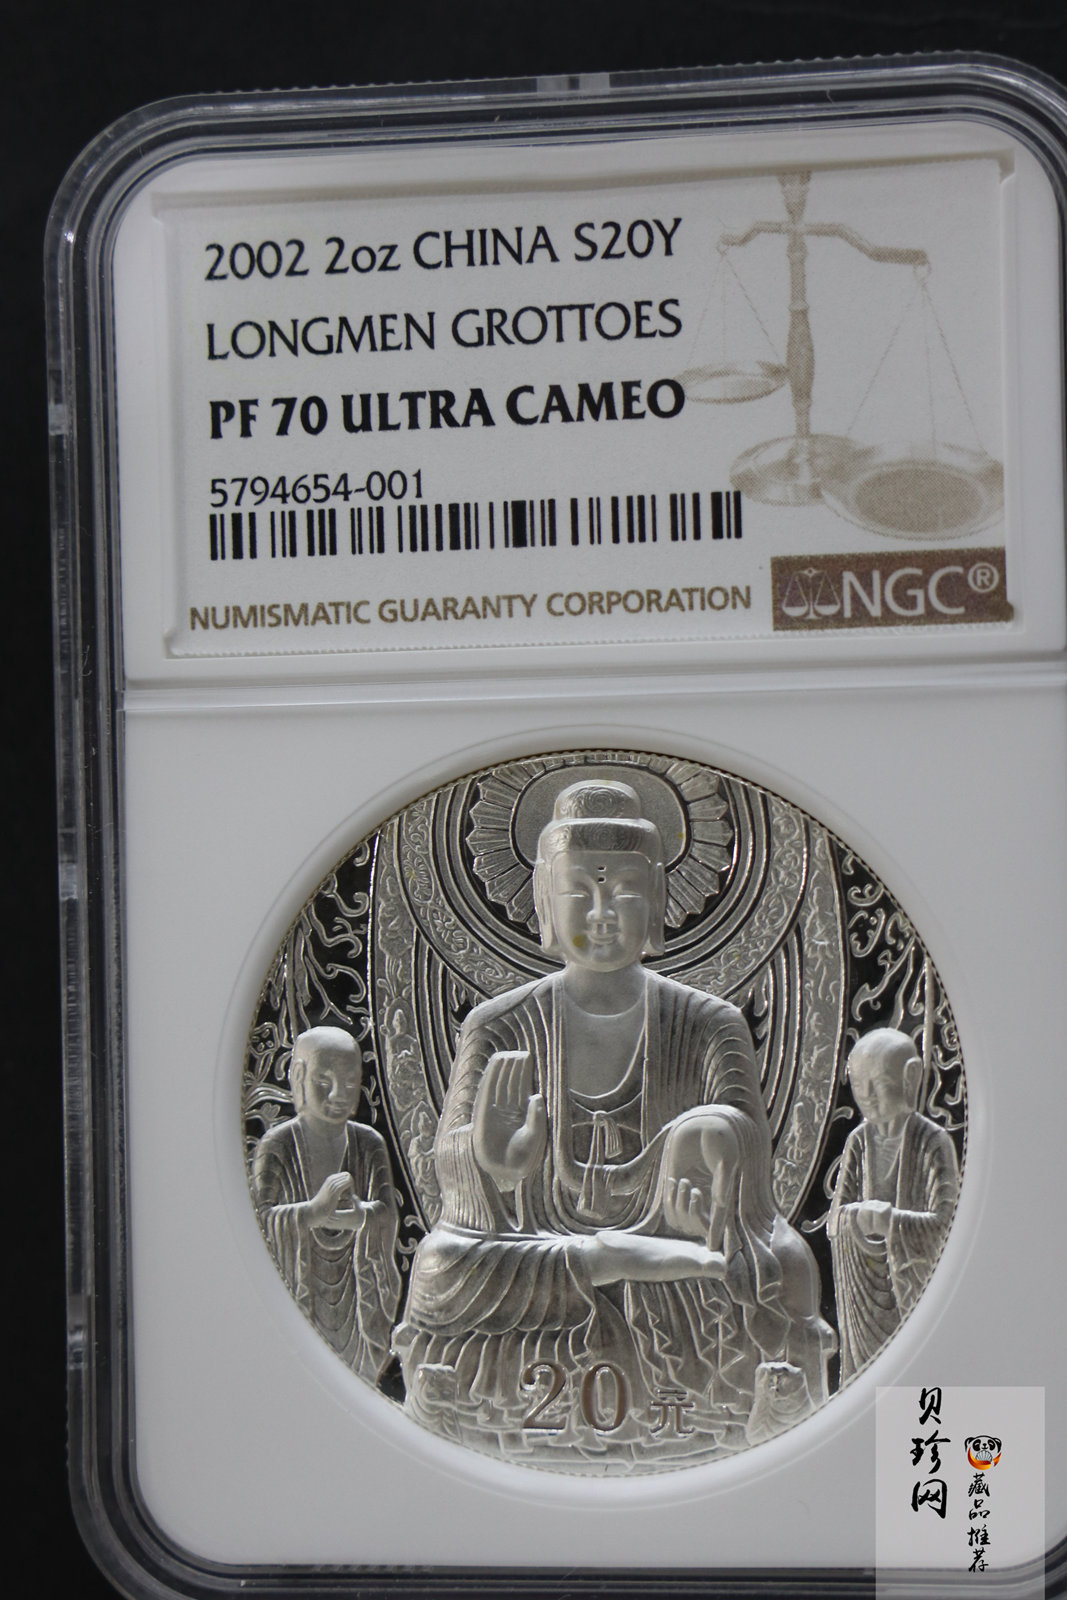 2002 2oz CHINA S20Y
LONGMEN GROTTOES
PF 70 ULTRA CAMEO
5794654-001
NUMISMATIC GUARANTY CORPORATION
NGC®
20元
贝珍网
藏品推荐